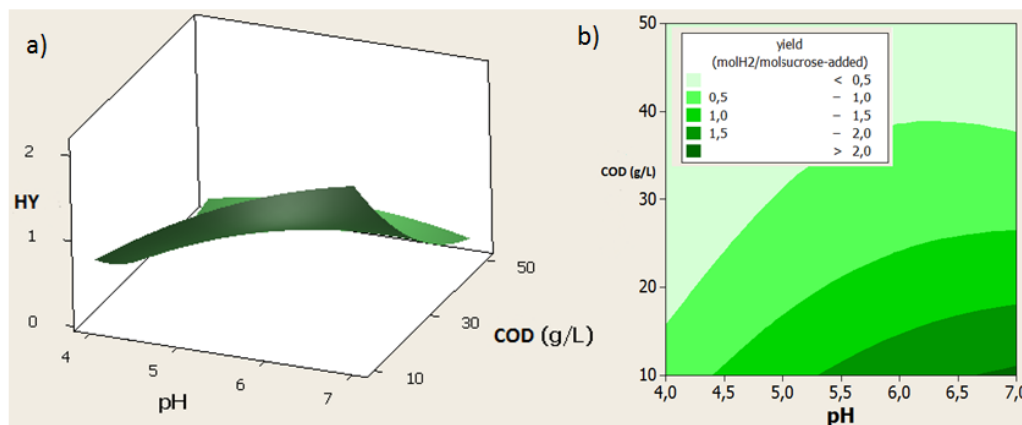 a)
2
HY
1
0
4
5
6
7
pH
10
30
50
COD (g/L)
b)
yield
(molH2/molsucrose-added)
< 0,5
0,5 – 1,0
1,0 – 1,5
1,5 – 2,0
> 2,0
50
40
COD (g/L)
30
20
10
4,0 4,5 5,0 5,5 6,0 6,5 7,0
pH